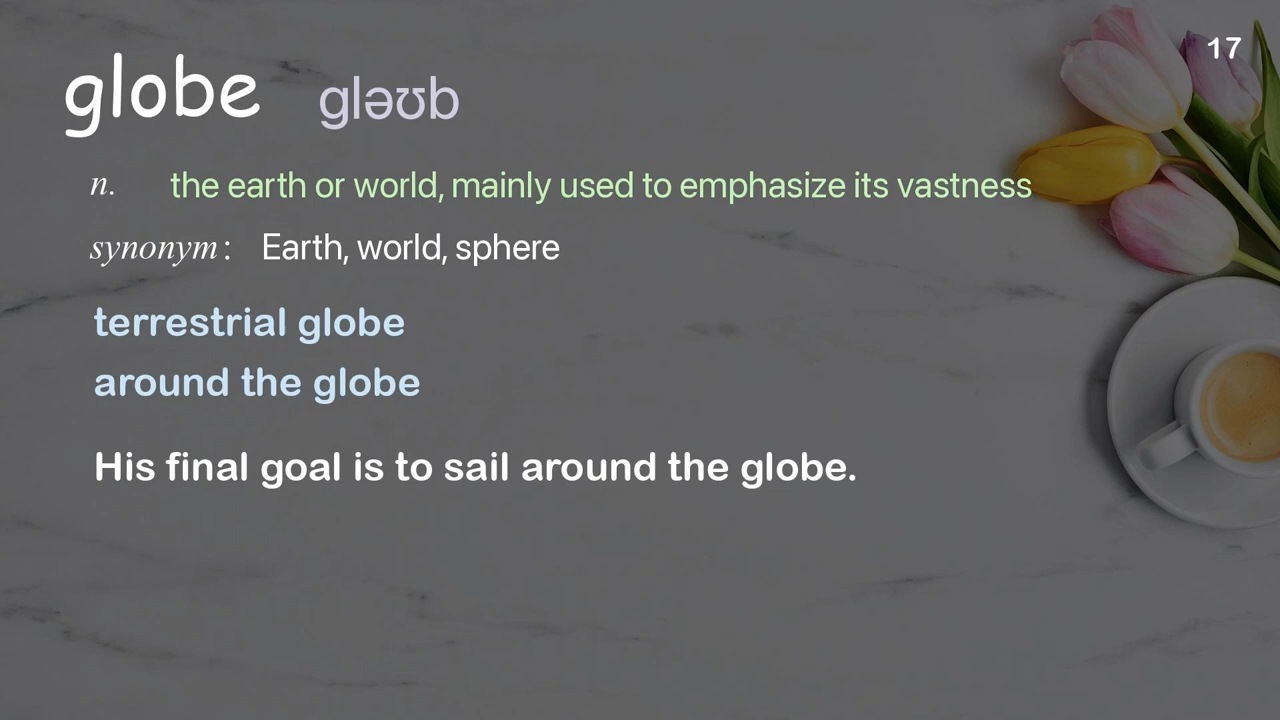 17
globe gləʊb
n. the earth or world, mainly used to emphasize its vastness
synonym: Earth, world, sphere
terrestrial globe
around the globe
His final goal is to sail around the globe.